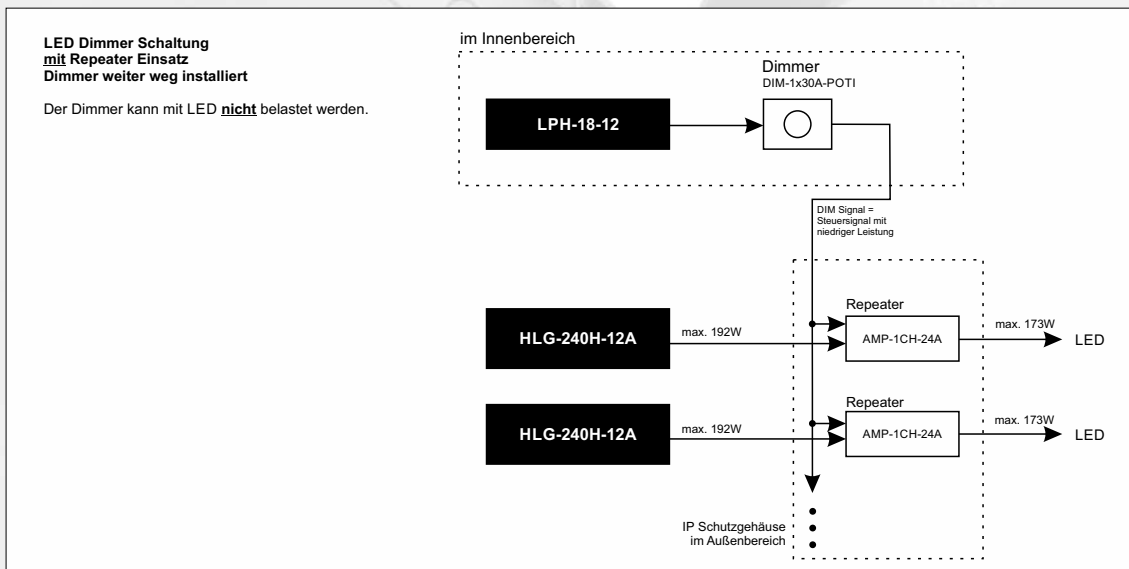 LED Dimmer Schaltung
mit Repeater Einsatz
Dimmer weiter weg installiert
Der Dimmer kann mit LED nicht belastet werden.
im Innenbereich
Dimmer
DIM-1x30A-POTI
LPH-18-12
DIM Signal =
Steuersignal mit
niedriger Leistung
Repeater
HLG-240H-12A
max. 192W
AMP-1CH-24A
max. 173W
LED
Repeater
HLG-240H-12A
max. 192W
AMP-1CH-24A
max. 173W
LED
IP Schutzgehäuse
im Außenbereich